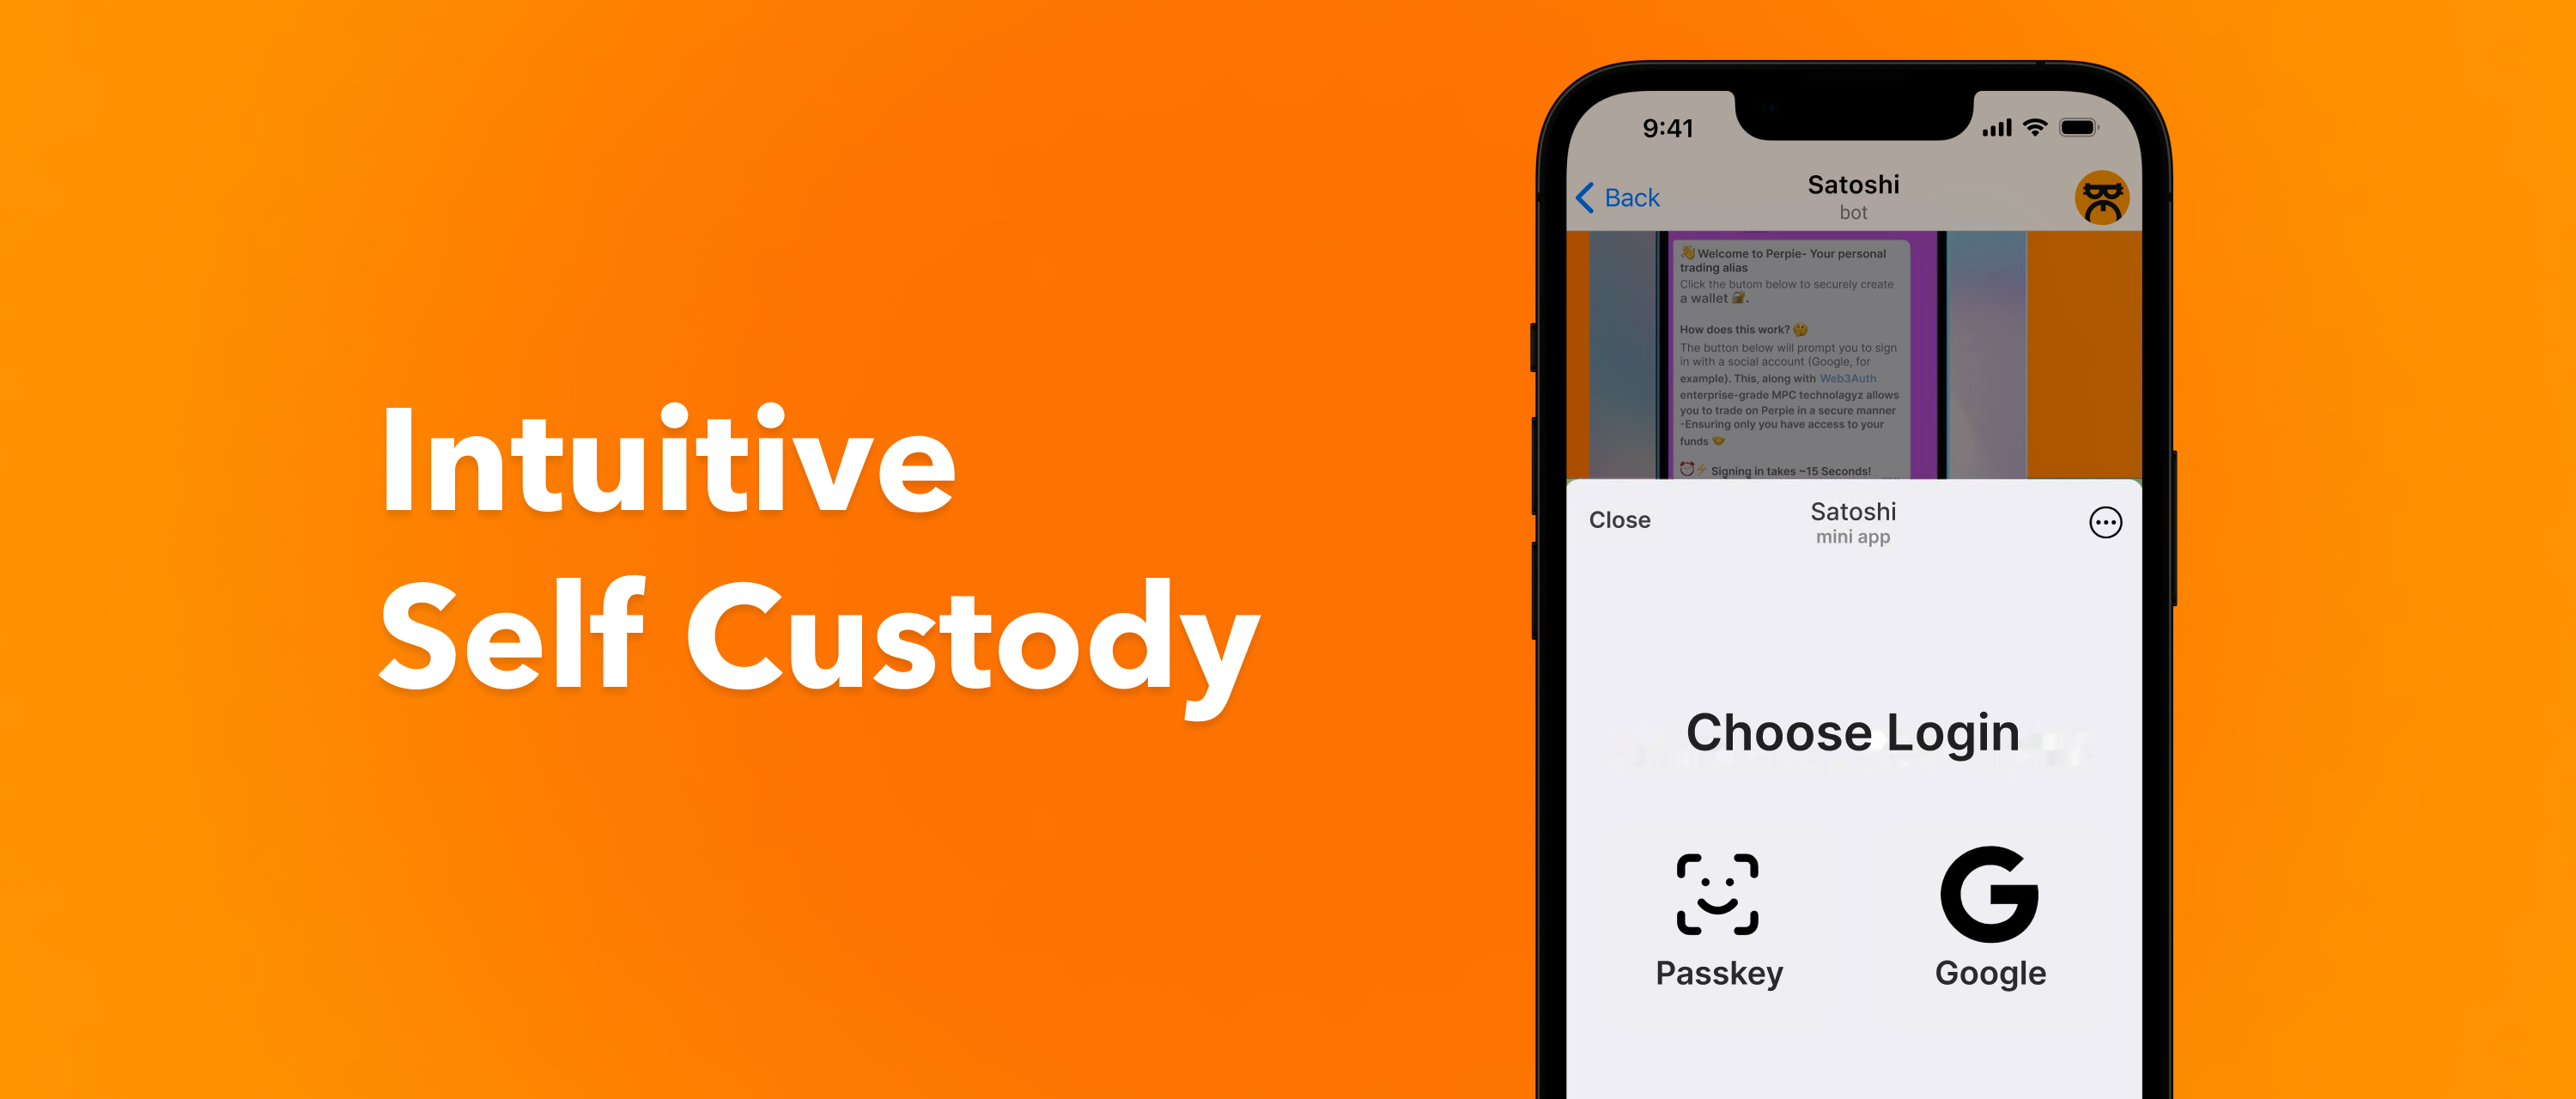 Intuitive
Self Custody
9:41
Back
Satoshi
bot
👋 Welcome to Perpie- Your personal
trading alias
Click the butom below to securely create
a wallet 🔐.
How does this work? 🤔
The button below will prompt you to sign
in with a social account (Google, for
example). This, along with Web3Auth
enterprise-grade MPC technolagyz allows
you to trade on Perpie in a secure manner
-Ensuring only you have access to your
funds 🤝
⏰⚡ Signing in takes ~15 Seconds!
Close
Satoshi
mini app
Choose Login
Passkey
Google